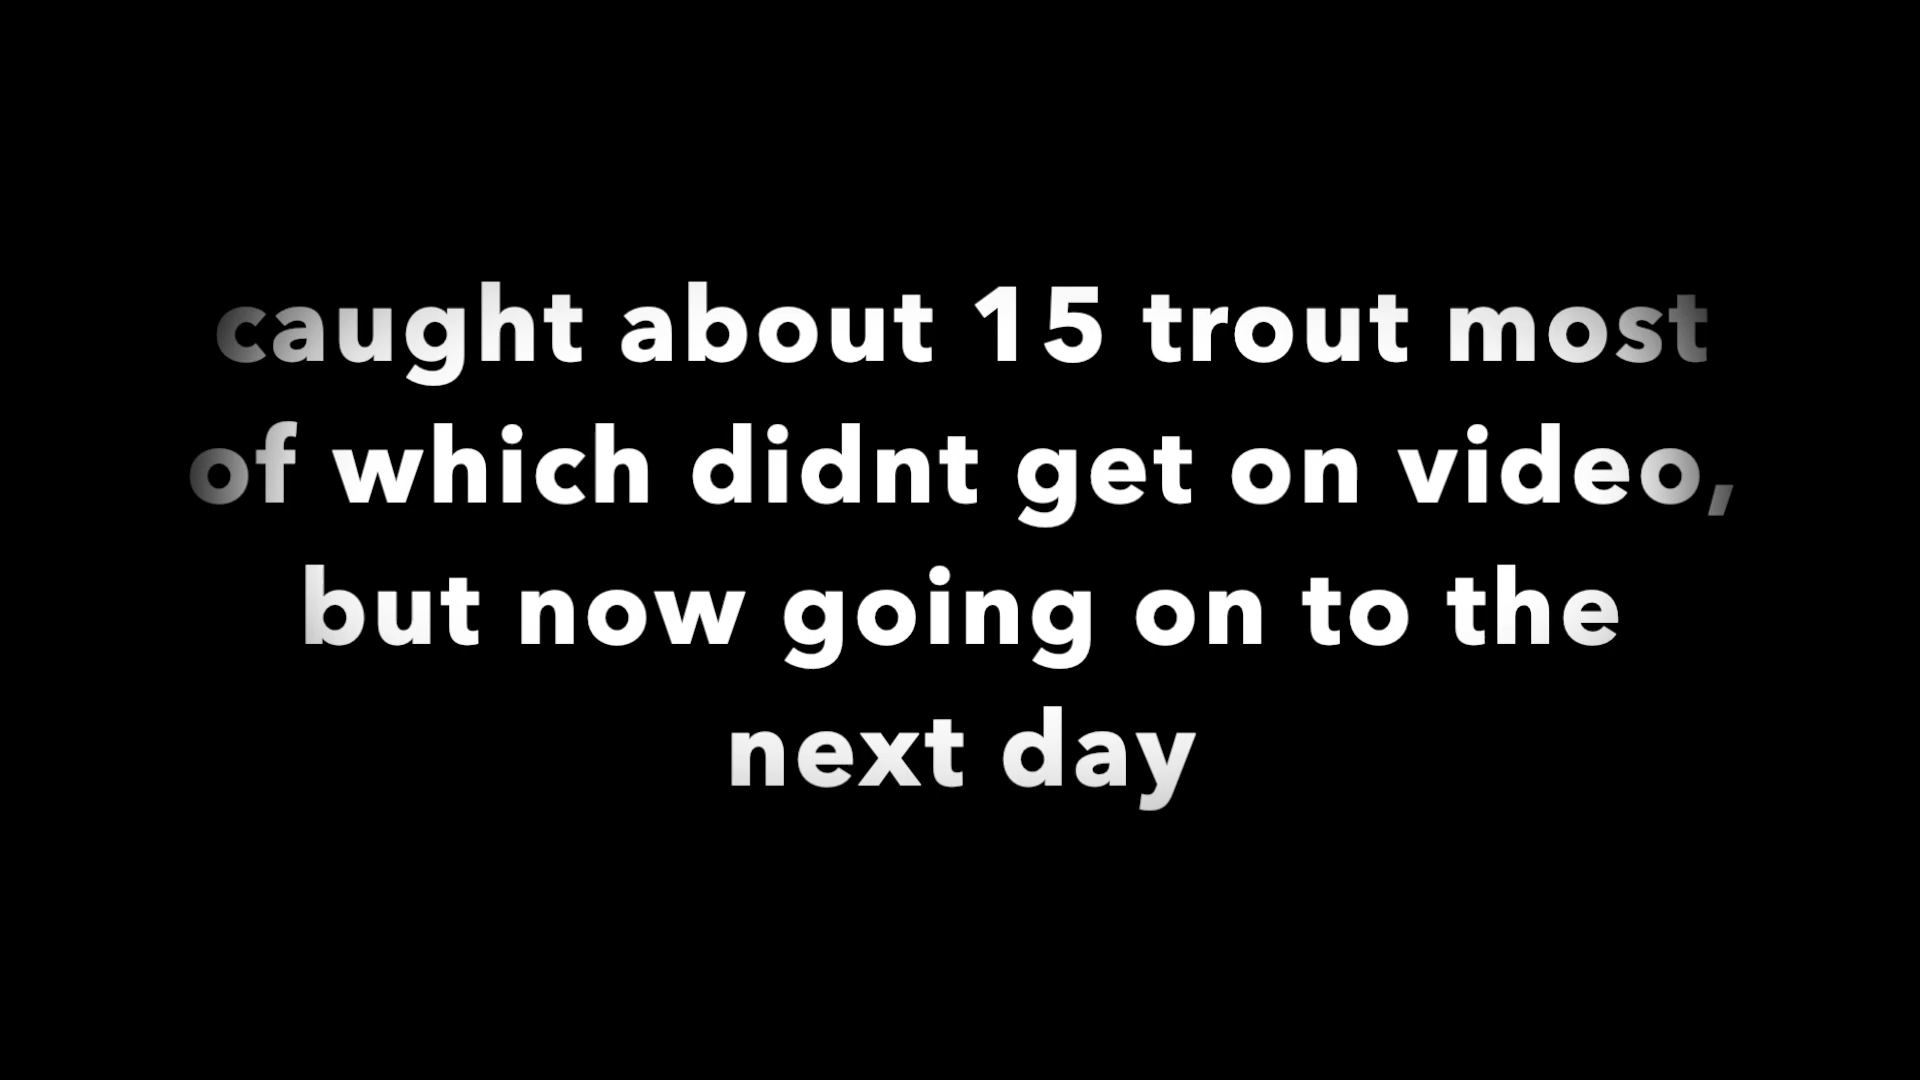 caught about 15 trout most
of which didnt get on video,
but now going on to the
next day